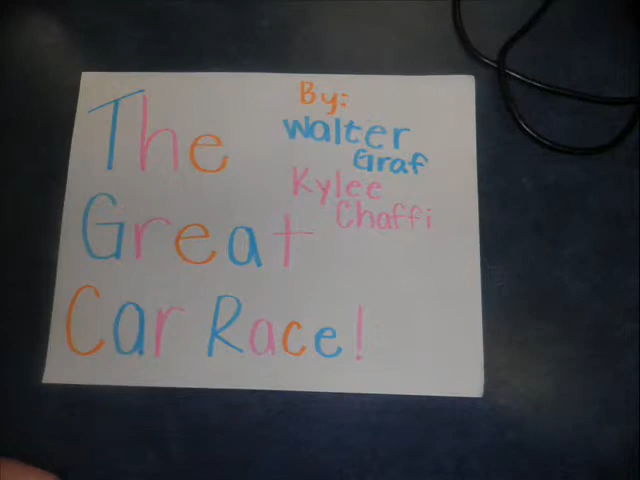 The
Great
Car Race!
By:
Walter
Graf
Kylee
Chaffi